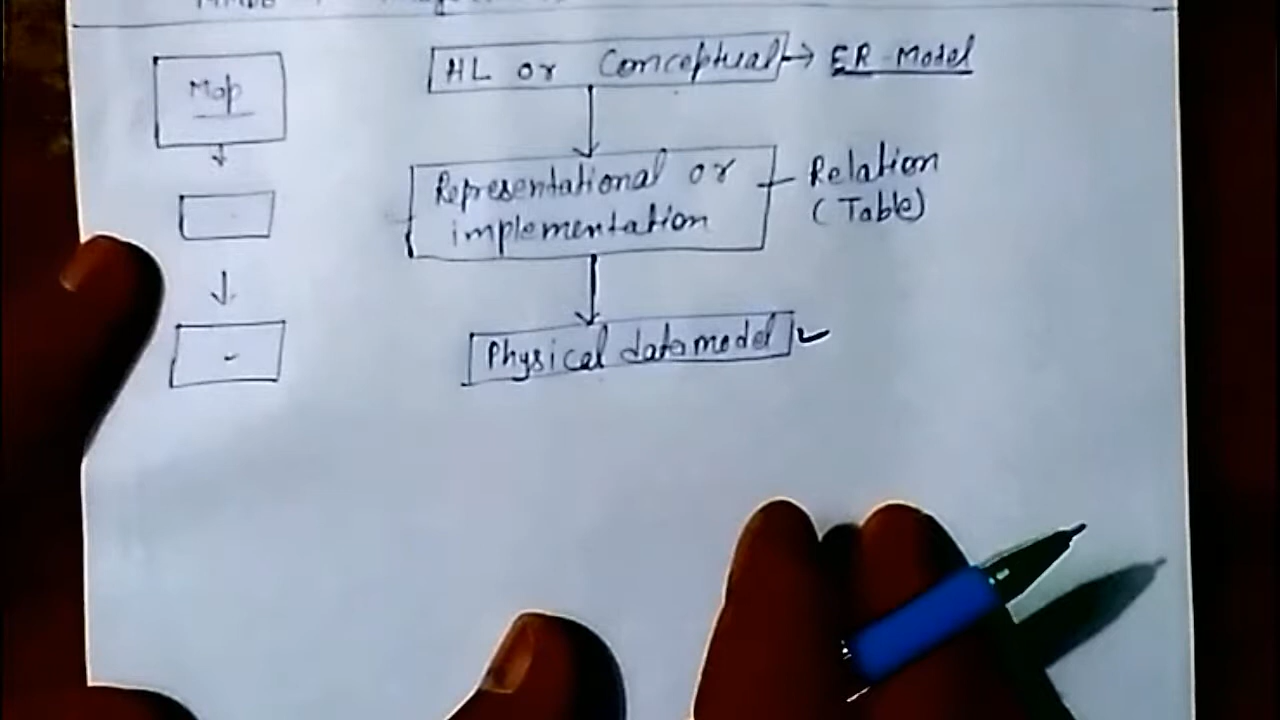 Map
HL or Conceptual → ER Model
Representational or
implementation
Relation
(Table)
Physical data model